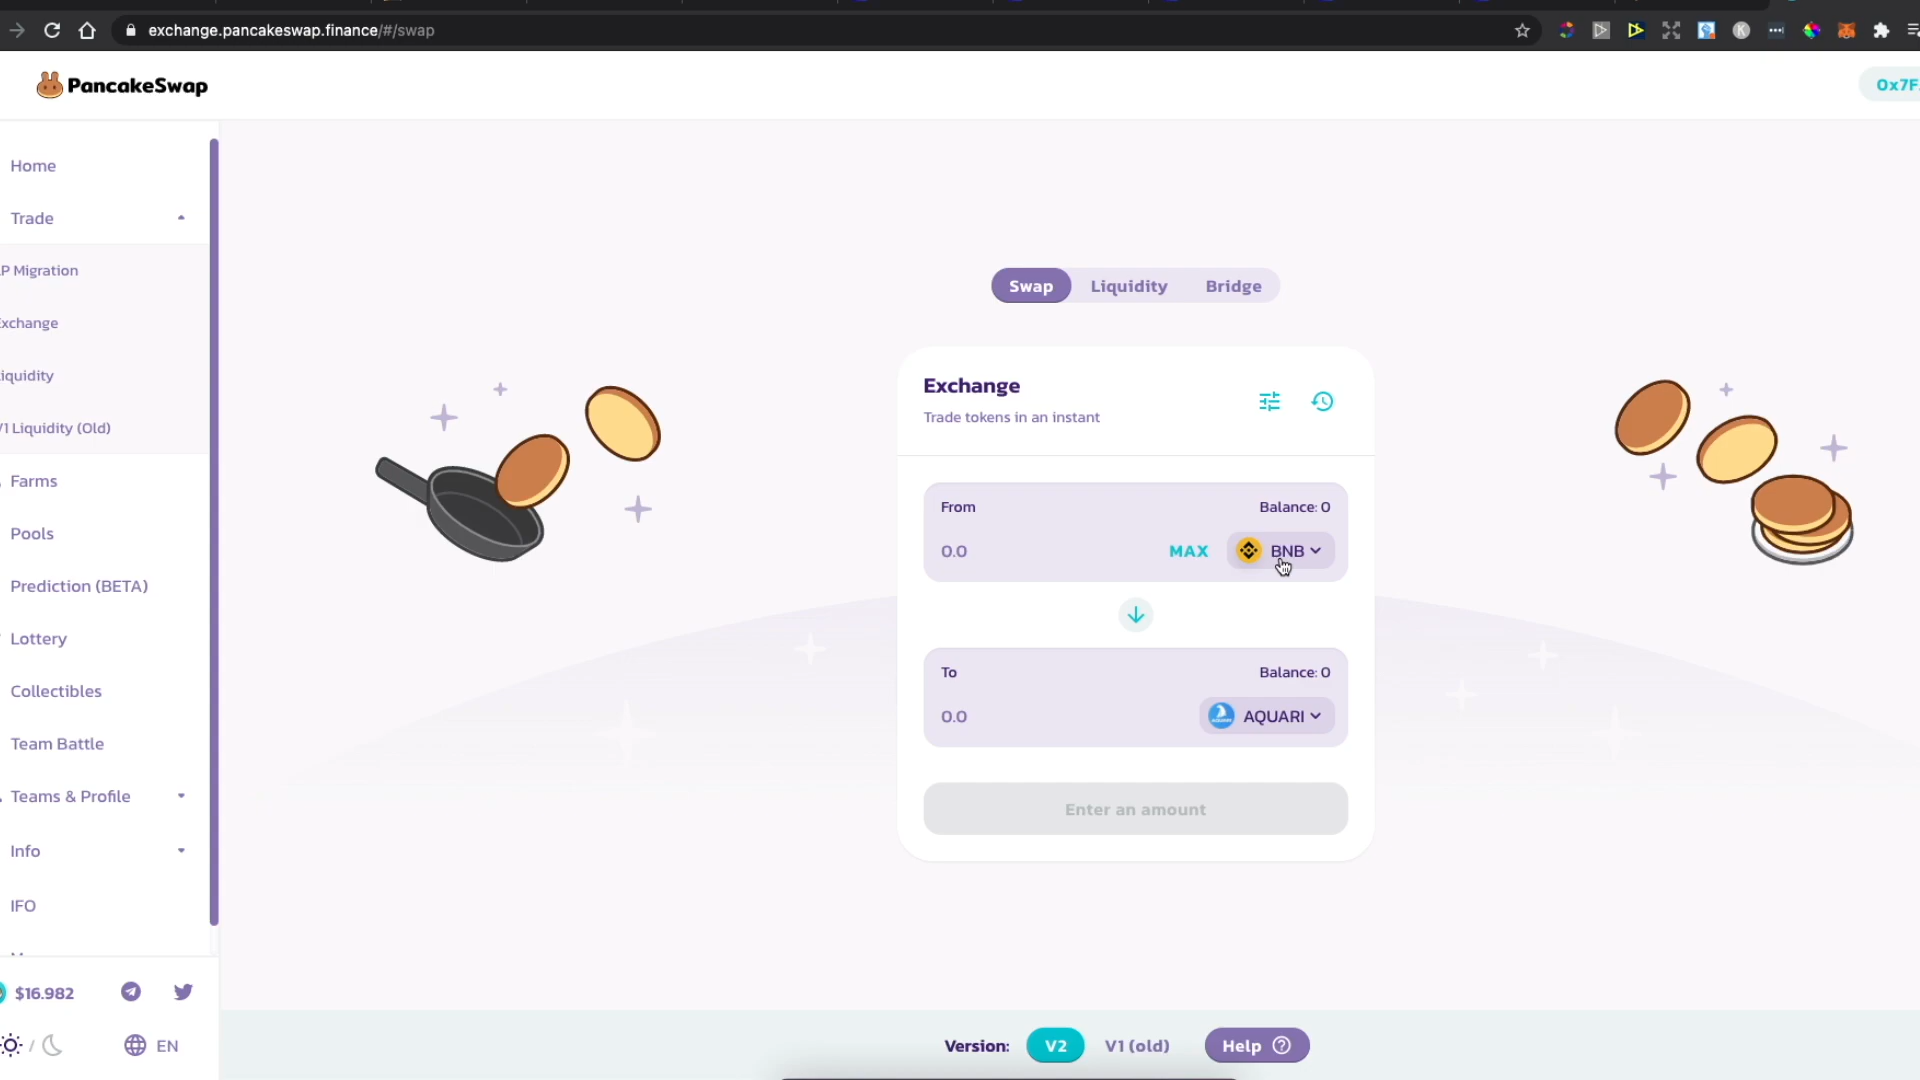 exchange.pancakeswap.finance/#/swap
PancakeSwap
0x7F
Home
Trade
P Migration
Exchange
iquidity
V1 Liquidity (Old)
Farms
Pools
Prediction (BETA)
Lottery
Collectibles
Team Battle
Teams & Profile
Info
IFO
$16.982
/
EN
Swap Liquidity Bridge
Exchange
Trade tokens in an instant
From Balance: 0
0.0 MAX BNB
To Balance: 0
0.0 AQUARI
Enter an amount
Version: V2 V1 (old) Help ?